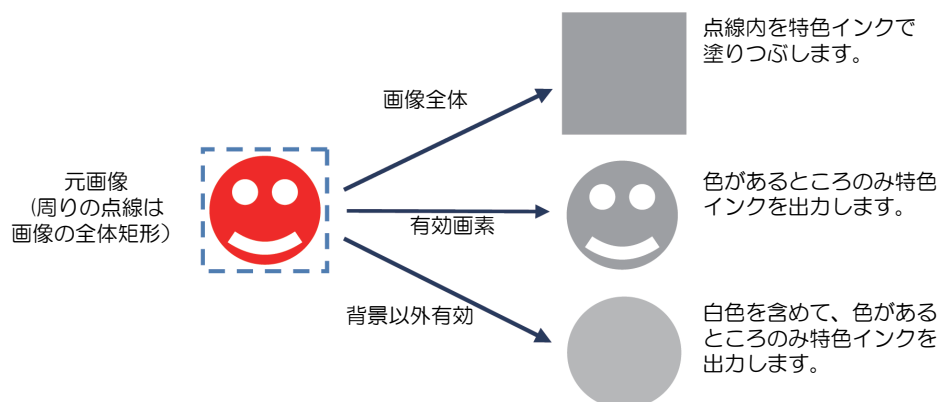 点線内を特色インクで
塗りつぶします。
画像全体
元画像
（周りの点線は
画像の全体矩形）
色があるところのみ特色
インクを出力します。
有効画素
背景以外有効
白色を含めて、色がある
ところのみ特色インクを
出力します。